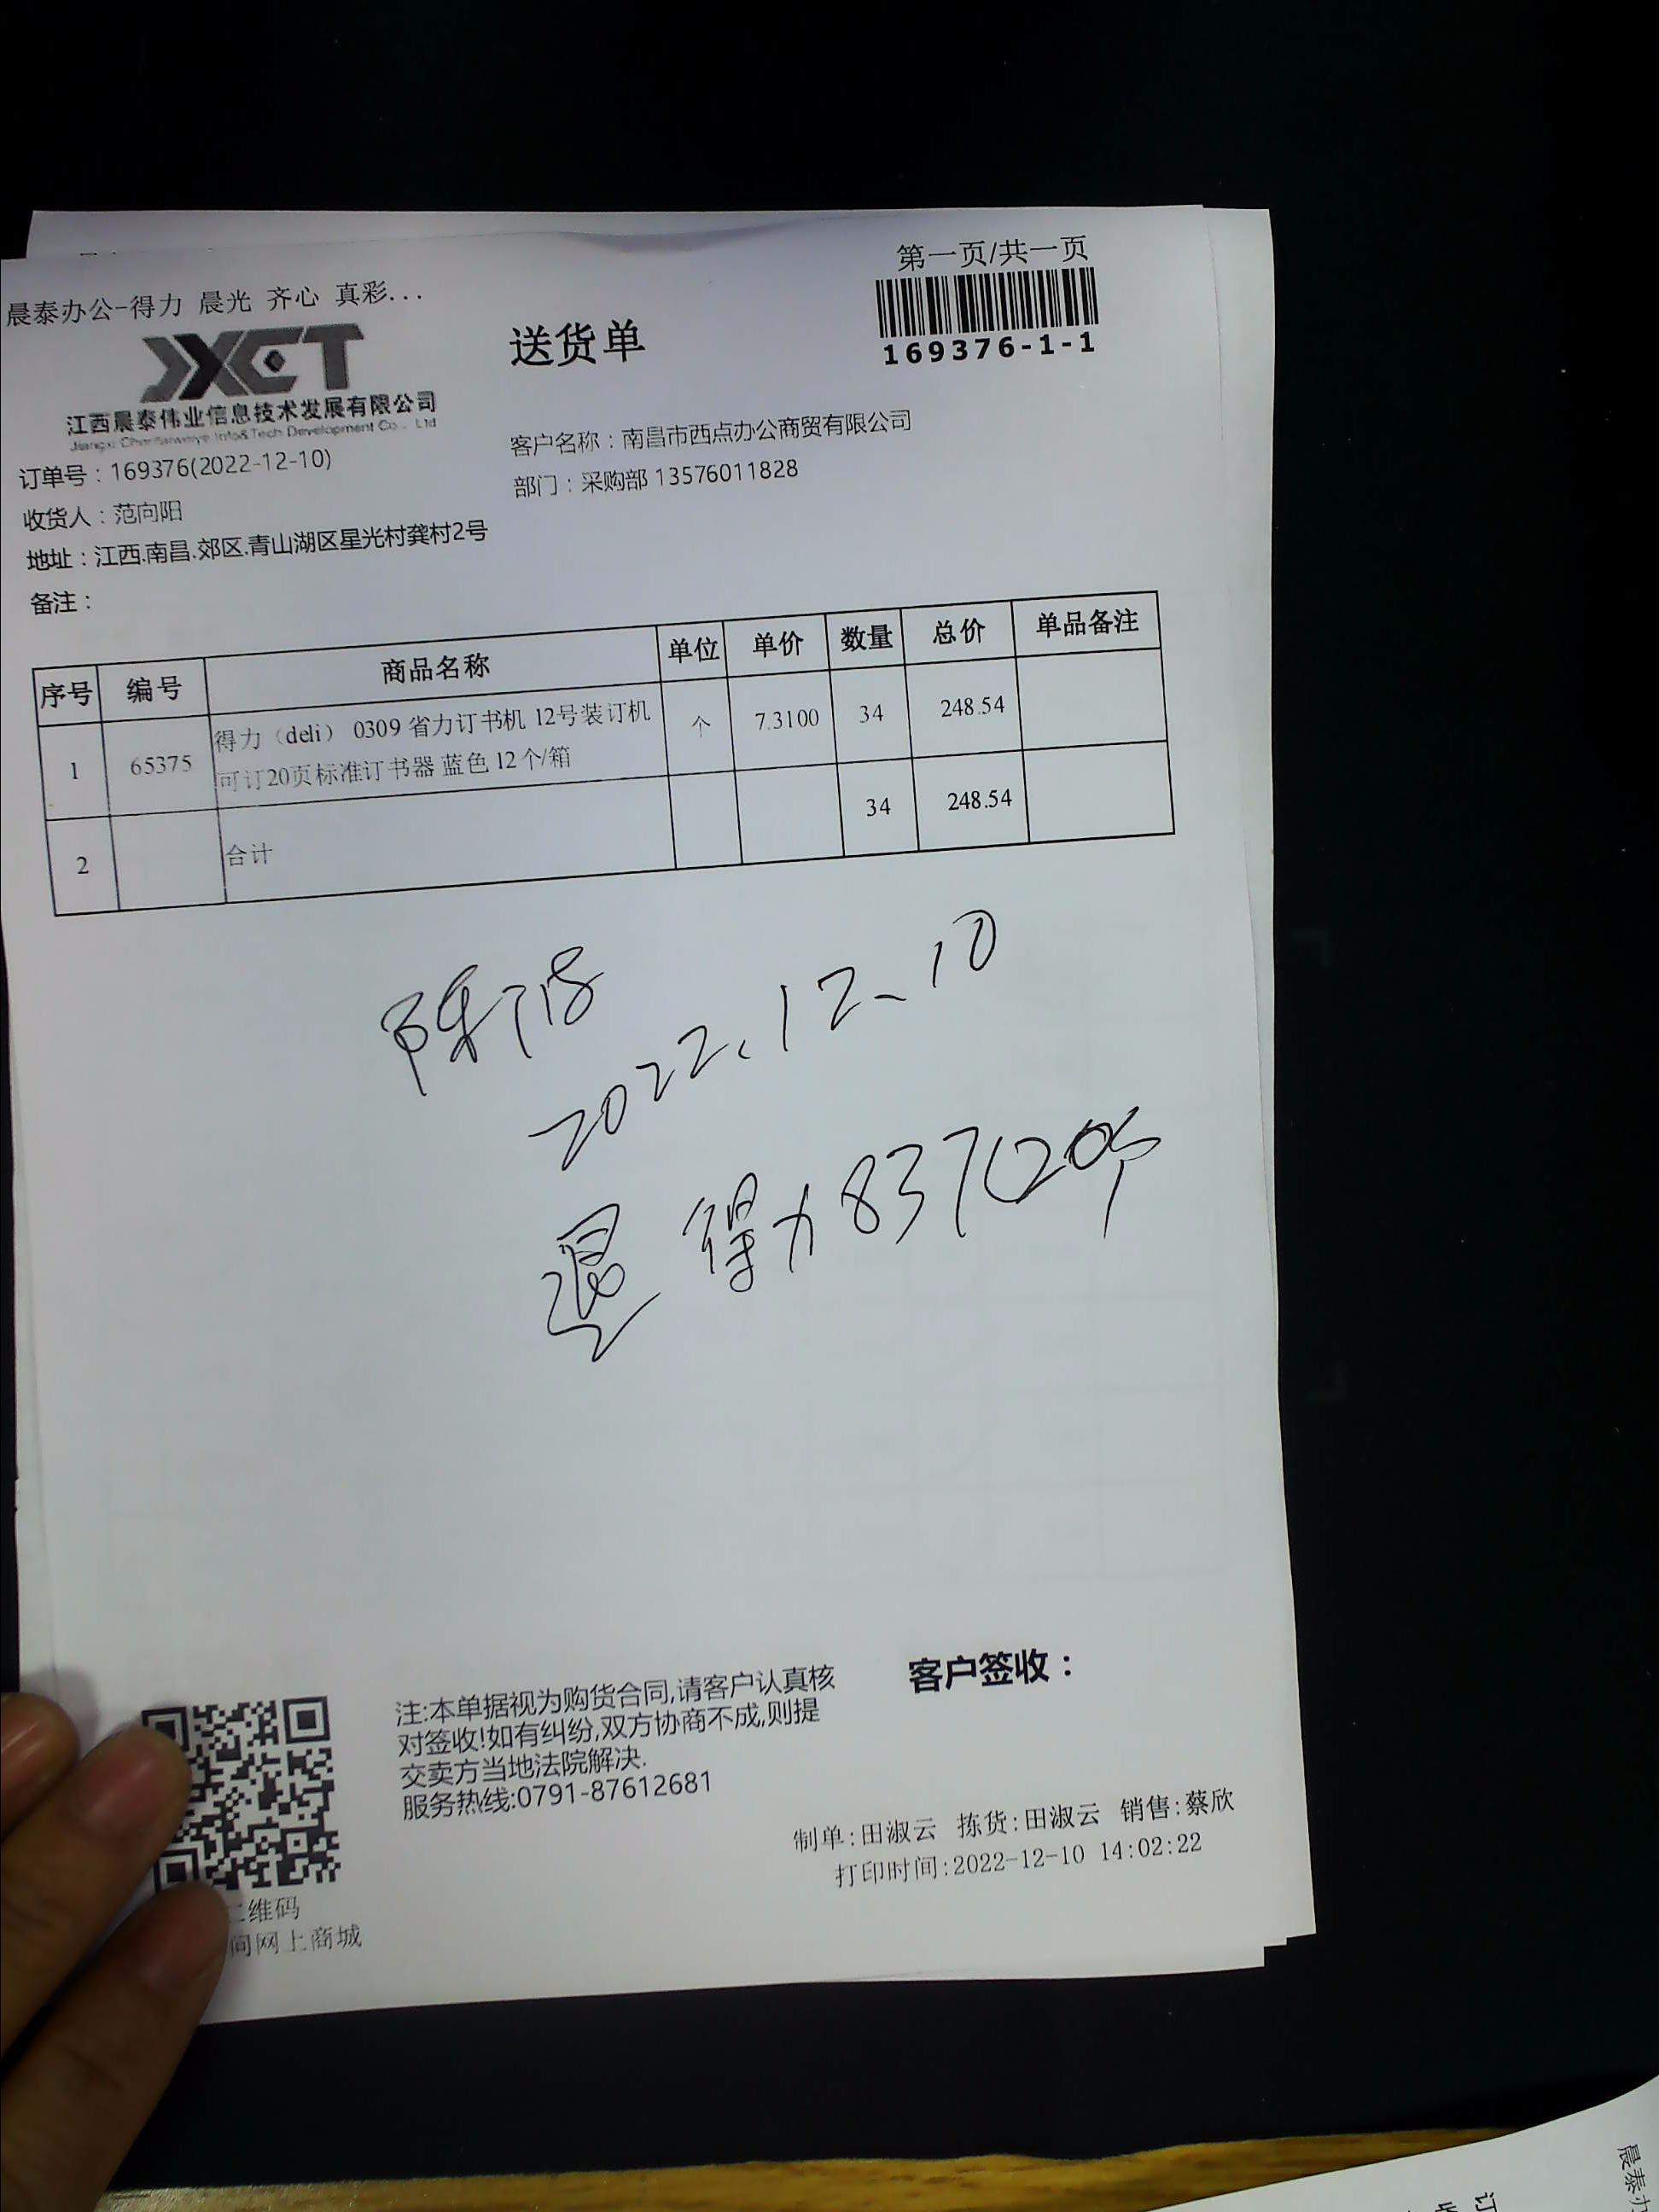 第一页/共一页
晨泰办公-得力 晨光 齐心 真彩...
JXCT
送货单
169376-1-1
江西晨泰伟业信息技术发展有限公司
客户名称：南昌市西点办公商贸有限公司
订单号：169376(2022-12-10)
部门：采购部 13576011828
收货人：范向阳
地址：江西.南昌.郊区.青山湖区星光村龚村2号
备注：
序号 编号 商品名称 单位 单价 数量 总价 单品备注
1 65375 得力（deli） 0309 省力订书机 12号装订机 个 7.3100 34 248.54
可订20页标准订书器 蓝色 12个/箱
2 合计 34 248.54
2022.12.10
退 得力 837
注:本单据视为购货合同,请客户认真核
对签收!如有纠纷,双方协商不成,则提
交卖方当地法院解决.
服务热线:0791-87612681
客户签收：
制单:田淑云 拣货:田淑云 销售:蔡欣
打印时间:2022-12-10 14:02:22
二维码
间网上商城
晨泰办